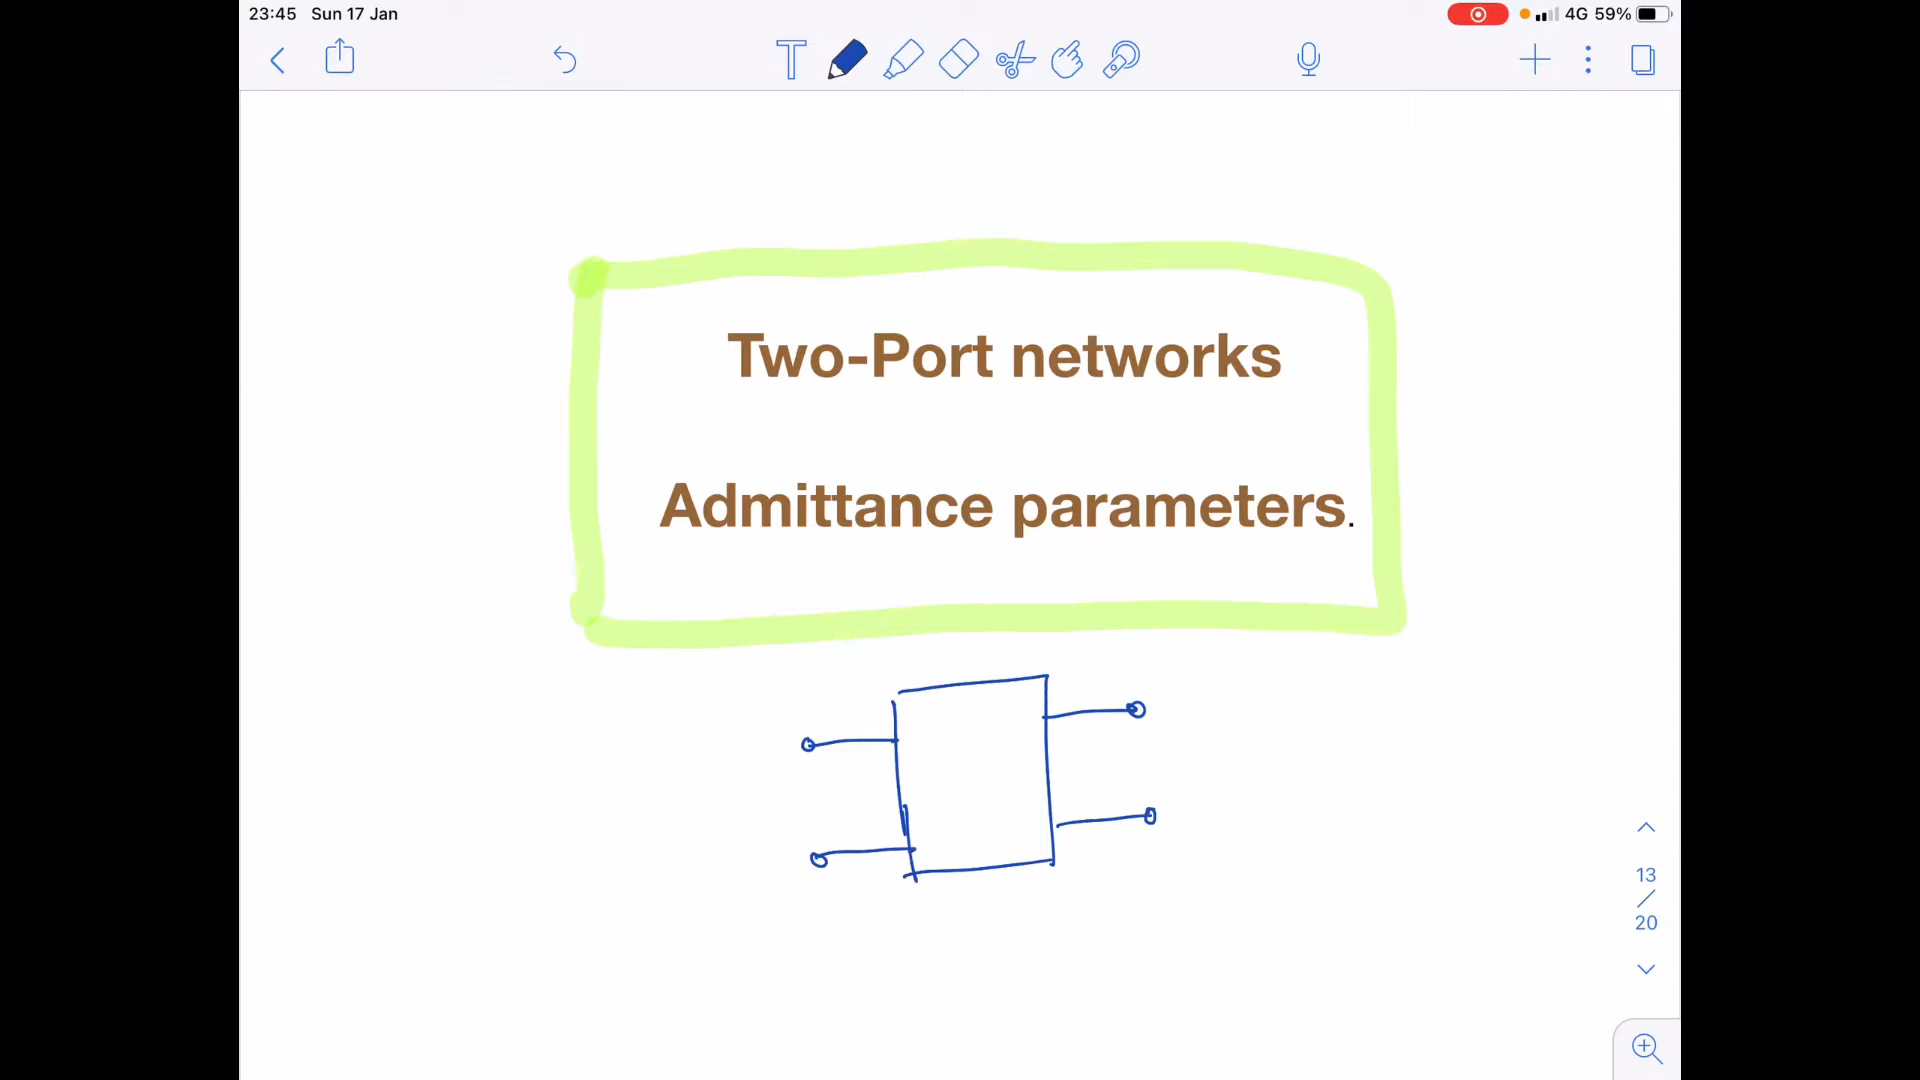 23:45 Sun 17 Jan 4G 59%
T
Two-Port networks
Admittance parameters.
13
/
20